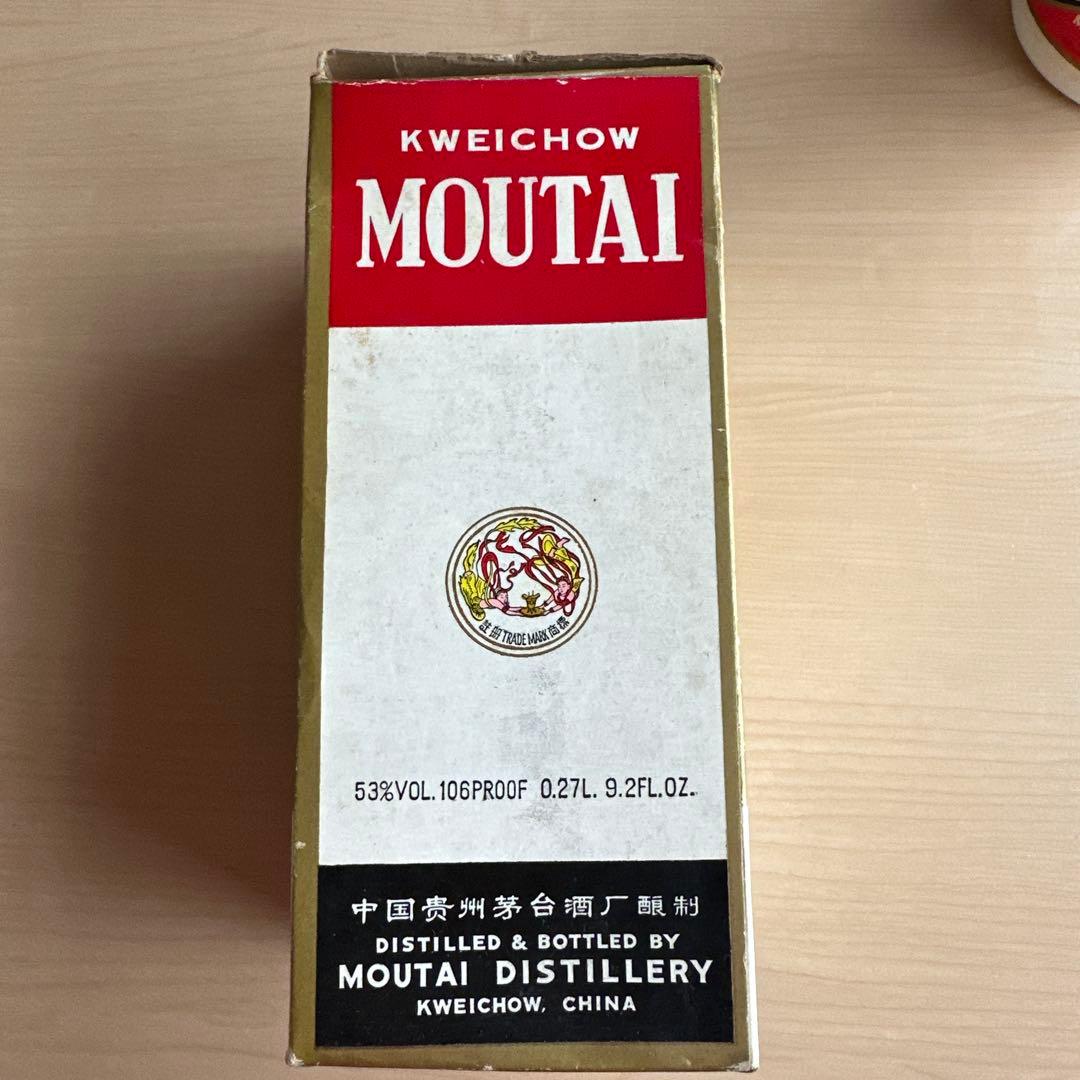 KWEICHOW
MOUTAI
註冊 TRADE MARK 商標
53%VOL. 106PROOF 0.27L. 9.2FL.OZ.
中国贵州茅台酒厂酿制
DISTILLED & BOTTLED BY
MOUTAI DISTILLERY
KWEICHOW, CHINA